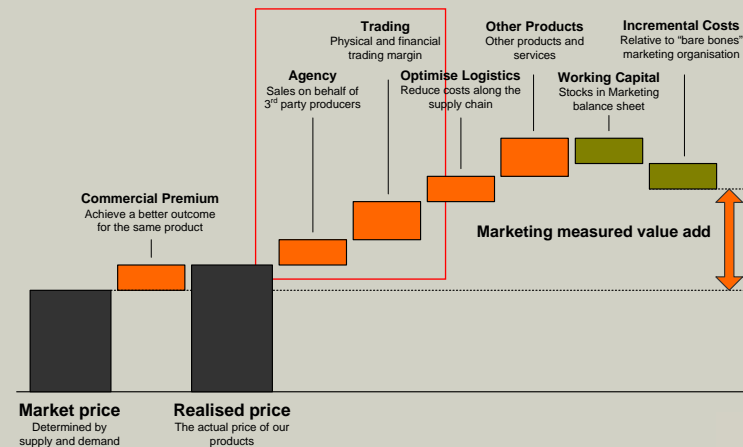 Trading
Physical and financial
trading margin
Other Products
Other products and
services
Incremental Costs
Relative to “bare bones”
marketing organisation
Agency
Sales on behalf of
3rd party producers
Optimise Logistics
Reduce costs along the
supply chain
Working Capital
Stocks in Marketing
balance sheet
Commercial Premium
Achieve a better outcome
for the same product
Marketing measured value add
Market price
Determined by
supply and demand
Realised price
The actual price of our
products